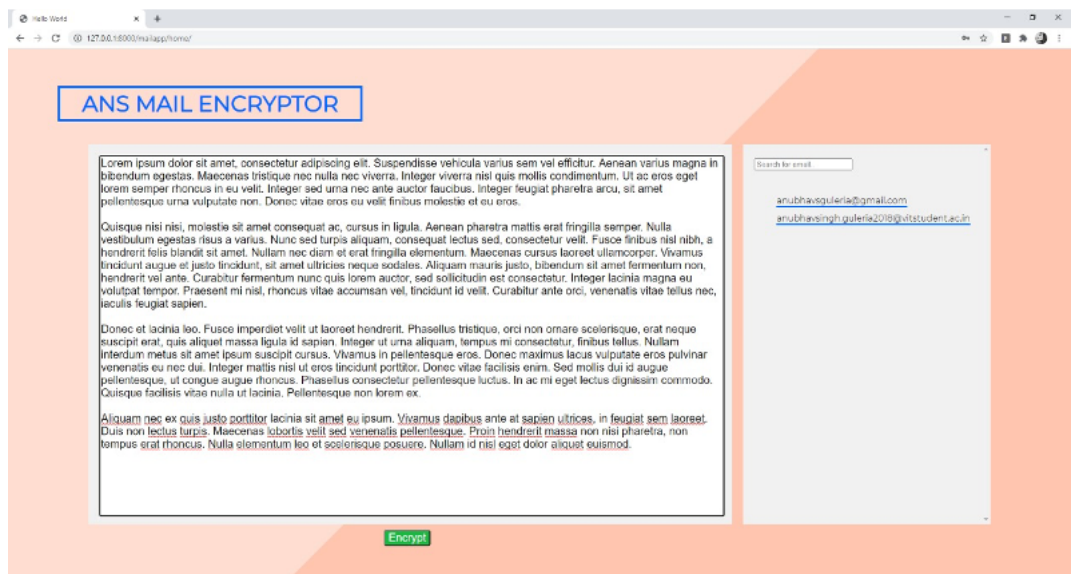 Hello World
127.0.0.1:8000/mailapp/home/
ANS MAIL ENCRYPTOR
Lorem ipsum dolor sit amet, consectetur adipiscing elit. Suspendisse vehicula varius sem vel efficitur. Aenean varius magna in
bibendum egestas. Maecenas tristique nec nulla nec viverra. Integer viverra nisl quis mollis condimentum. Ut ac eros eget
lorem semper rhoncus in eu velit. Integer sed urna nec ante auctor faucibus. Integer feugiat pharetra arcu, sit amet
pellentesque urna vulputate non. Donec vitae eros eu velit finibus molestie et eu eros.
Quisque nisi nisi, molestie sit amet consequat ac, cursus in ligula. Aenean pharetra mattis erat fringilla semper. Nulla
vestibulum egestas risus a varius. Nunc sed turpis aliquam, consequat lectus sed, consectetur velit. Fusce finibus nisl nibh, a
hendrerit felis blandit sit amet. Nullam nec diam et erat fringilla elementum. Maecenas cursus laoreet ullamcorper. Vivamus
tincidunt augue et justo tincidunt, sit amet ultricies neque sodales. Aliquam mauris justo, bibendum sit amet fermentum non,
hendrerit vel ante. Curabitur fermentum nunc quis lorem auctor, sed sollicitudin est consectetur. Integer lacinia magna eu
volutpat tempor. Praesent mi nisl, rhoncus vitae accumsan vel, tincidunt id velit. Curabitur ante orci, venenatis vitae tellus nec,
iaculis feugiat sapien.
Donec et lacinia leo. Fusce imperdiet velit ut laoreet hendrerit. Phasellus tristique, orci non ornare scelerisque, erat neque
suscipit erat, quis aliquet massa ligula id sapien. Integer ut urna aliquam, tempus mi consectetur, finibus tellus. Nullam
interdum metus sit amet ipsum suscipit cursus. Vivamus in pellentesque eros. Donec maximus lacus vulputate eros pulvinar
venenatis eu nec dui. Integer mattis nisl ut eros tincidunt porttitor. Donec vitae facilisis enim. Sed mollis dui id augue
pellentesque, ut congue augue rhoncus. Phasellus consectetur pellentesque luctus. In ac mi eget lectus dignissim commodo.
Quisque facilisis vitae nulla ut lacinia. Pellentesque non lorem ex.
Aliquam nec ex quis justo porttitor lacinia sit amet eu ipsum. Vivamus dapibus ante at sapien ultrices, in feugiat sem laoreet.
Duis non lectus turpis. Maecenas lobortis velit sed venenatis pellentesque. Proin hendrerit massa non nisi pharetra, non
tempus erat rhoncus. Nulla elementum leo et scelerisque posuere. Nullam id nisl eget dolor aliquet euismod.
Encrypt
Search for email
anubhavsguleria@gmail.com
anubhavsingh.guleria2018@vitstudent.ac.in